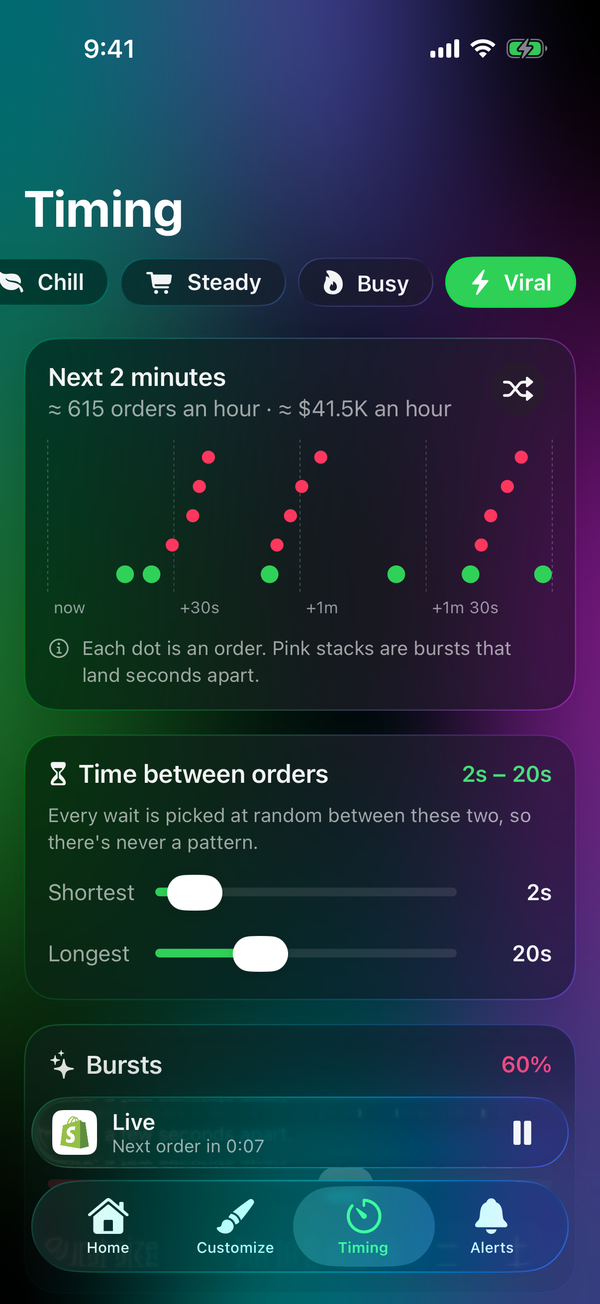 9:41
Timing
Chill
Steady
Busy
Viral
Next 2 minutes
≈ 615 orders an hour · ≈ $41.5K an hour
now
+30s
+1m
+1m 30s
Each dot is an order. Pink stacks are bursts that
land seconds apart.
Time between orders
2s – 20s
Every wait is picked at random between these two, so
there's never a pattern.
Shortest
2s
Longest
20s
Bursts
60%
Live
Next order in 0:07
Home
Customize
Timing
Alerts